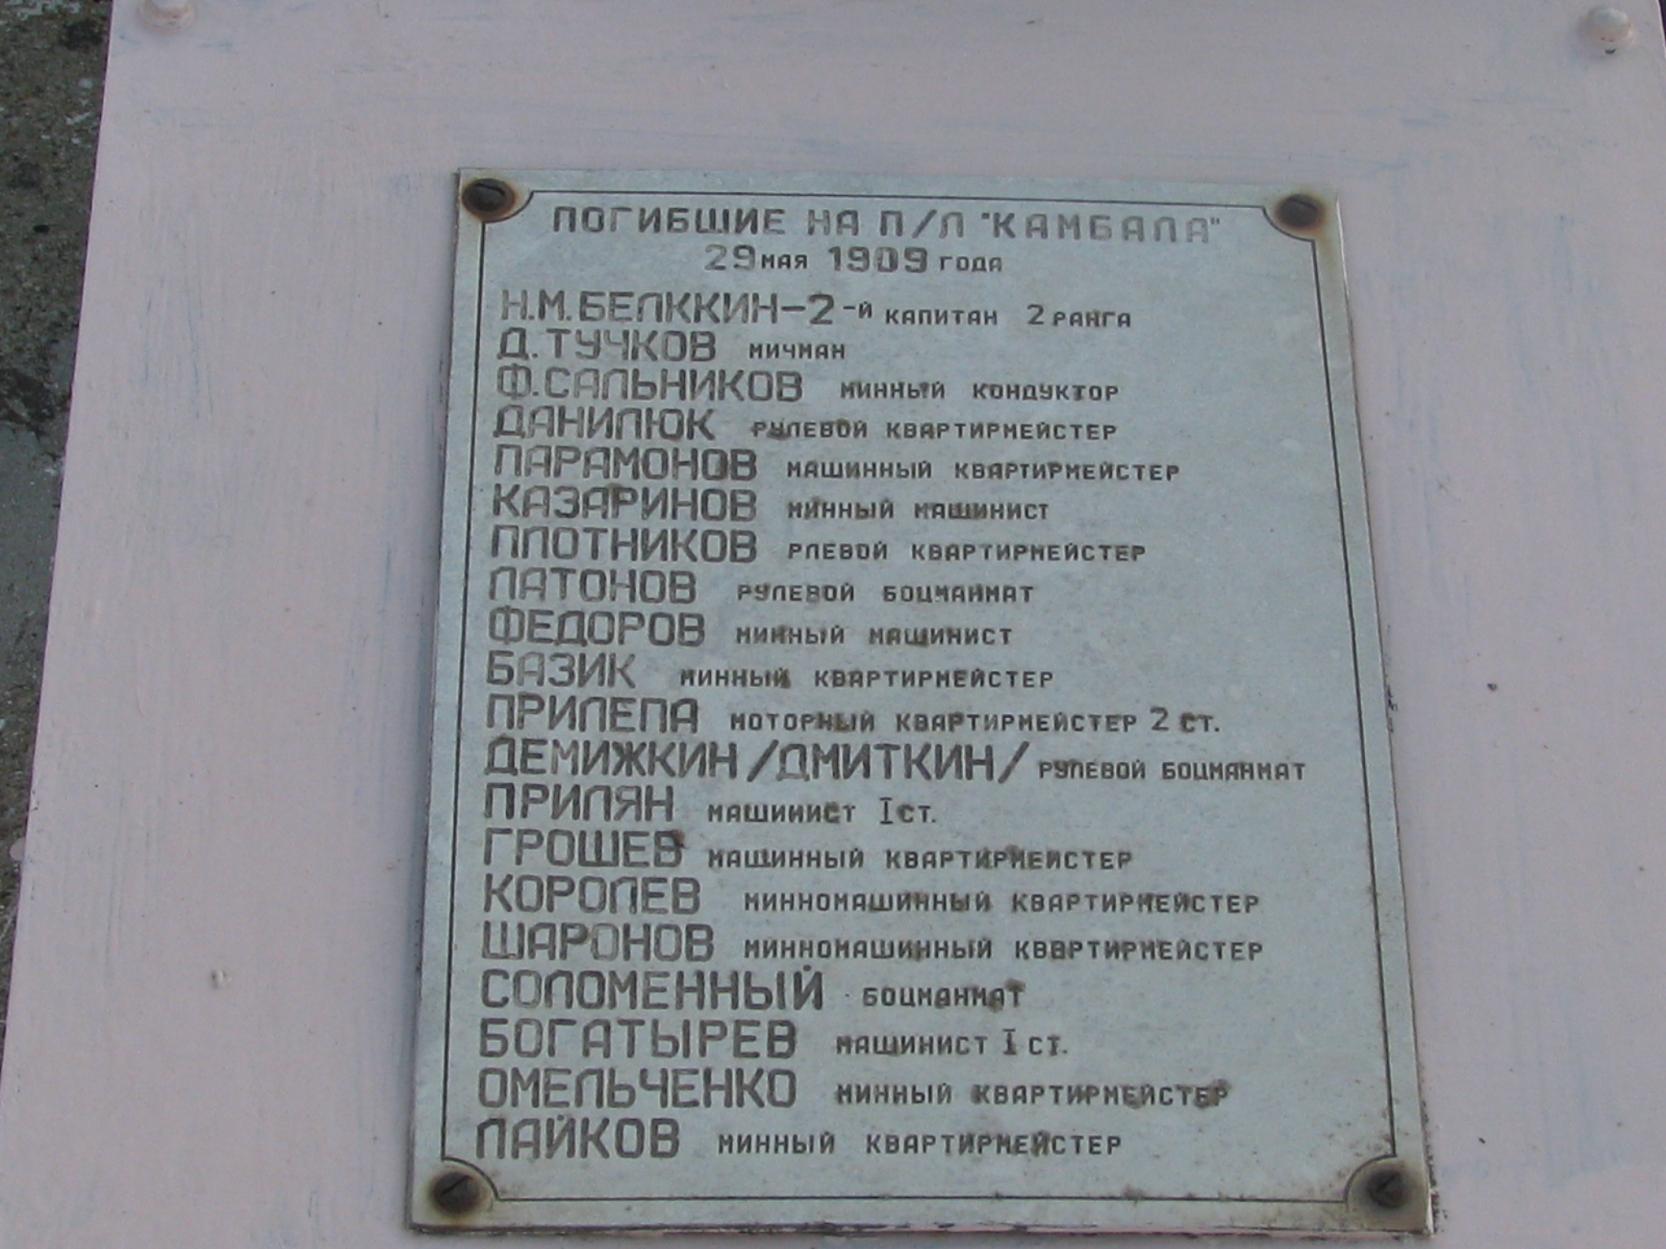 ПОГИБШИЕ НА П/Л "КАМБАЛА"
29 МАЯ 1909 ГОДА
Н.М. БЕЛККИН-2-Й КАПИТАН 2 РАНГА
Д. ТУЧКОВ МИЧМАН
Ф. САЛЬНИКОВ МИННЫЙ КОНДУКТОР
ДАНИЛЮК РУЛЕВОЙ КВАРТИРМЕЙСТЕР
ПАРАМОНОВ МАШИННЫЙ КВАРТИРМЕЙСТЕР
КАЗАРИНОВ МИННЫЙ МАШИНИСТ
ПЛОТНИКОВ РЛЕВОЙ КВАРТИРМЕЙСТЕР
ЛАТОНОВ РУЛЕВОЙ БОЦМАНМАТ
ФЕДОРОВ МИННЫЙ МАШИНИСТ
БАЗИК МИННЫЙ КВАРТИРМЕЙСТЕР
ПРИЛЕПА МОТОРНЫЙ КВАРТИРМЕЙСТЕР 2 СТ.
ДЕМИЖКИН /ДМИТКИН/ РУЛЕВОЙ БОЦМАНМАТ
ПРИЛЯН МАШИНИСТ I СТ.
ГРОШЕВ МАШИННЫЙ КВАРТИРМЕЙСТЕР
КОРОЛЕВ МИННОМАШИННЫЙ КВАРТИРМЕЙСТЕР
ШАРОНОВ МИННОМАШИННЫЙ КВАРТИРМЕЙСТЕР
СОЛОМЕННЫЙ БОЦМАНМАТ
БОГАТЫРЕВ МАШИНИСТ I СТ.
ОМЕЛЬЧЕНКО МИННЫЙ КВАРТИРМЕЙСТЕР
ЛАЙКОВ МИННЫЙ КВАРТИРМЕЙСТЕР